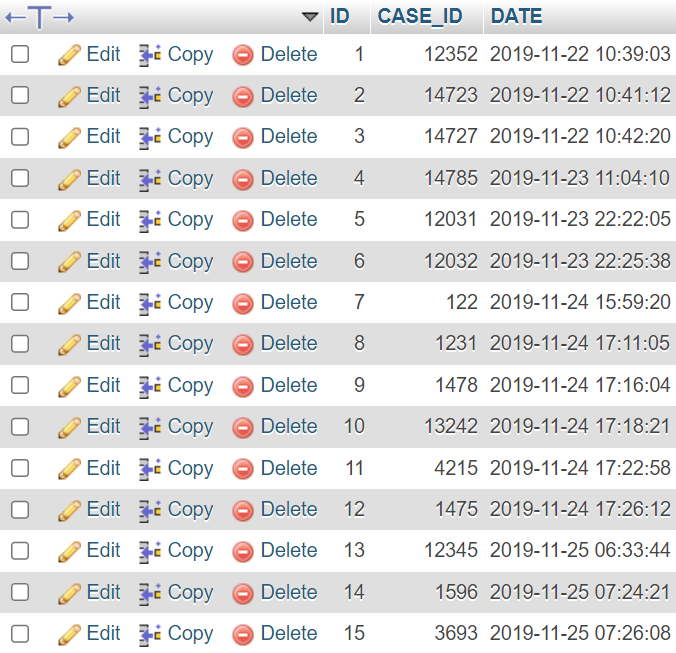 ID CASE_ID DATE
Edit Copy Delete 1 12352 2019-11-22 10:39:03
Edit Copy Delete 2 14723 2019-11-22 10:41:12
Edit Copy Delete 3 14727 2019-11-22 10:42:20
Edit Copy Delete 4 14785 2019-11-23 11:04:10
Edit Copy Delete 5 12031 2019-11-23 22:22:05
Edit Copy Delete 6 12032 2019-11-23 22:25:38
Edit Copy Delete 7 122 2019-11-24 15:59:20
Edit Copy Delete 8 1231 2019-11-24 17:11:05
Edit Copy Delete 9 1478 2019-11-24 17:16:04
Edit Copy Delete 10 13242 2019-11-24 17:18:21
Edit Copy Delete 11 4215 2019-11-24 17:22:58
Edit Copy Delete 12 1475 2019-11-24 17:26:12
Edit Copy Delete 13 12345 2019-11-25 06:33:44
Edit Copy Delete 14 1596 2019-11-25 07:24:21
Edit Copy Delete 15 3693 2019-11-25 07:26:08